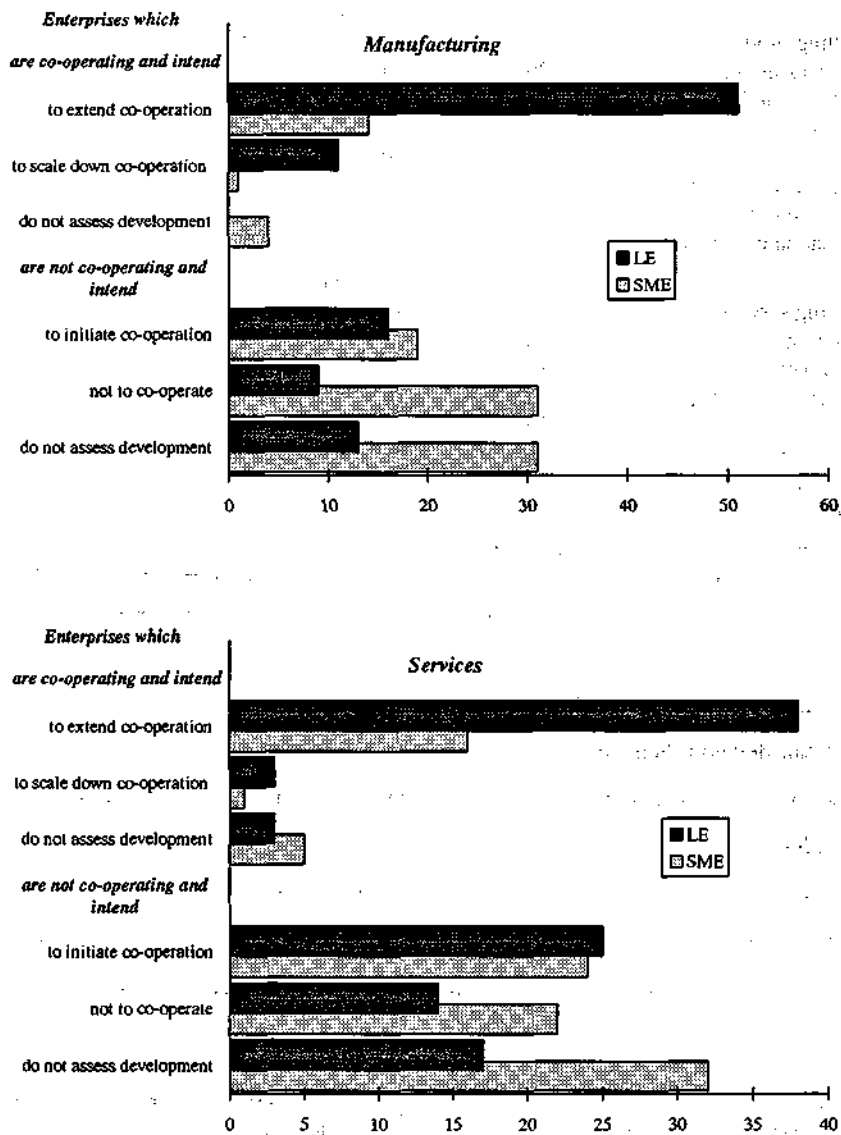 Enterprises which
Manufacturing
are co-operating and intend
to extend co-operation
to scale down co-operation
do not assess development
are not co-operating and
intend
LE
SME
to initiate co-operation
not to co-operate
do not assess development
0 10 20 30 40 50 60
Enterprises which
Services
are co-operating and intend
to extend co-operation
to scale down co-operation
do not assess development
LE
SME
are not co-operating and
intend
to initiate co-operation
not to co-operate
do not assess development
0 5 10 15 20 25 30 35 40